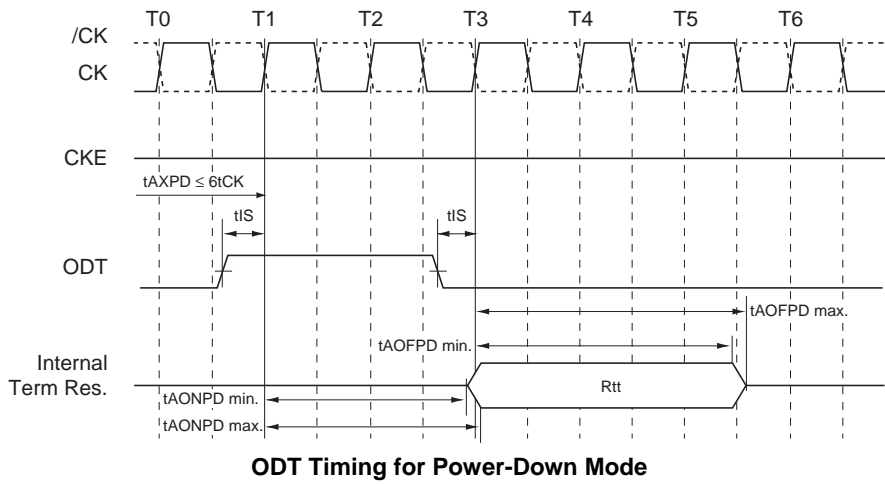 T0 T1 T2 T3 T4 T5 T6
/CK
CK
CKE
tAXPD ≤ 6tCK
tIS tIS
ODT
tAOFPD max.
tAOFPD min.
Internal
Term Res.
Rtt
tAONPD min.
tAONPD max.
ODT Timing for Power-Down Mode